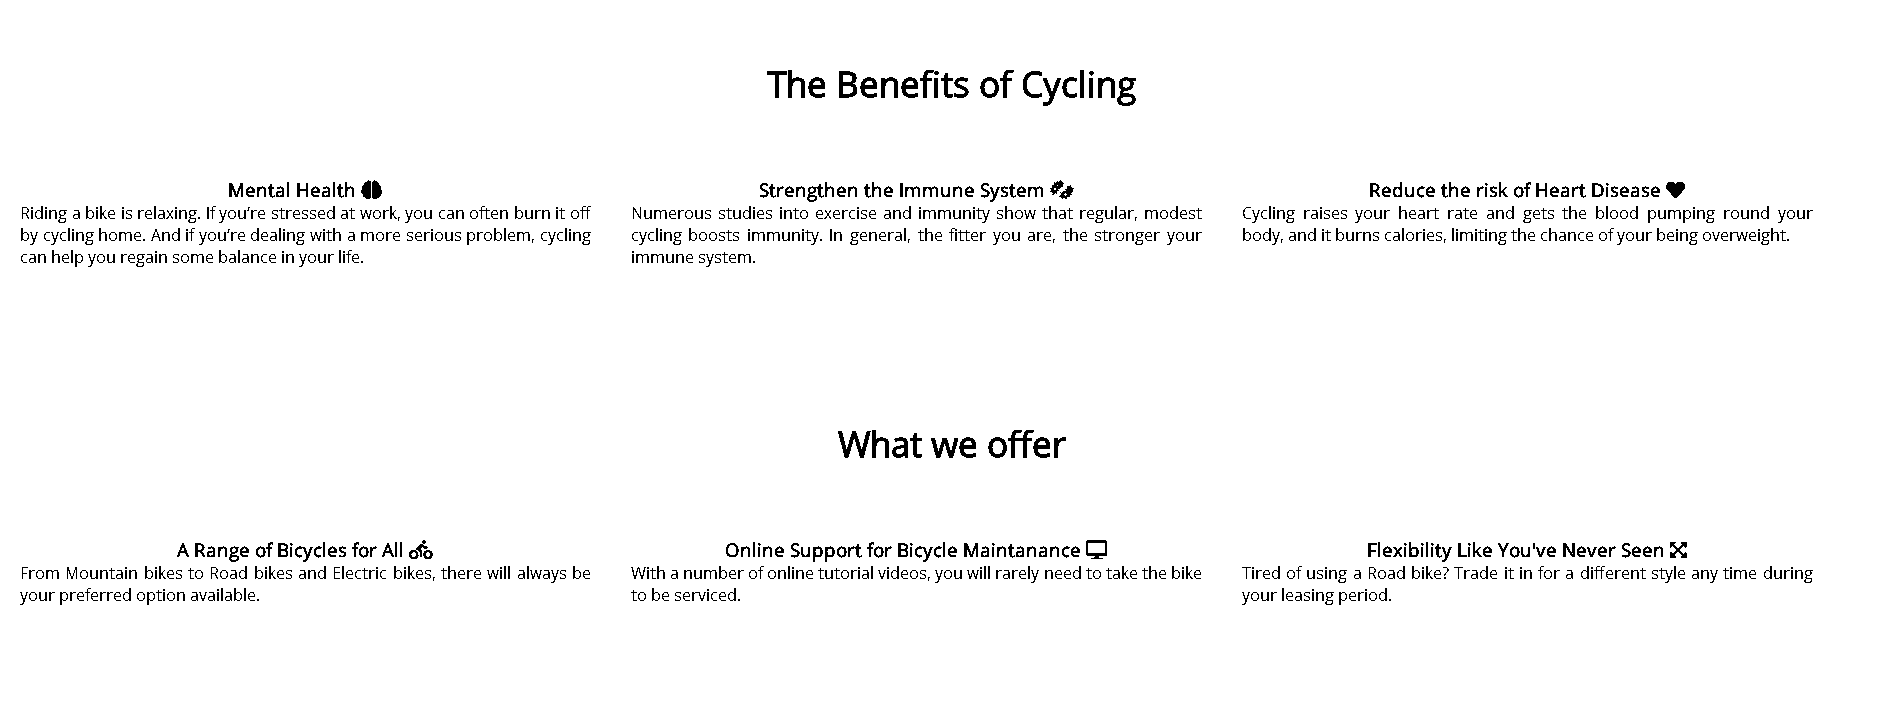 The Benefits of Cycling
Mental Health
Riding a bike is relaxing. If you’re stressed at work, you can often burn it off
by cycling home. And if you’re dealing with a more serious problem, cycling
can help you regain some balance in your life.
Strengthen the Immune System
Numerous studies into exercise and immunity show that regular, modest
cycling boosts immunity. In general, the fitter you are, the stronger your
immune system.
Reduce the risk of Heart Disease
Cycling raises your heart rate and gets the blood pumping round your
body, and it burns calories, limiting the chance of your being overweight.
What we offer
A Range of Bicycles for All
From Mountain bikes to Road bikes and Electric bikes, there will always be
your preferred option available.
Online Support for Bicycle Maintanance
With a number of online tutorial videos, you will rarely need to take the bike
to be serviced.
Flexibility Like You've Never Seen
Tired of using a Road bike? Trade it in for a different style any time during
your leasing period.